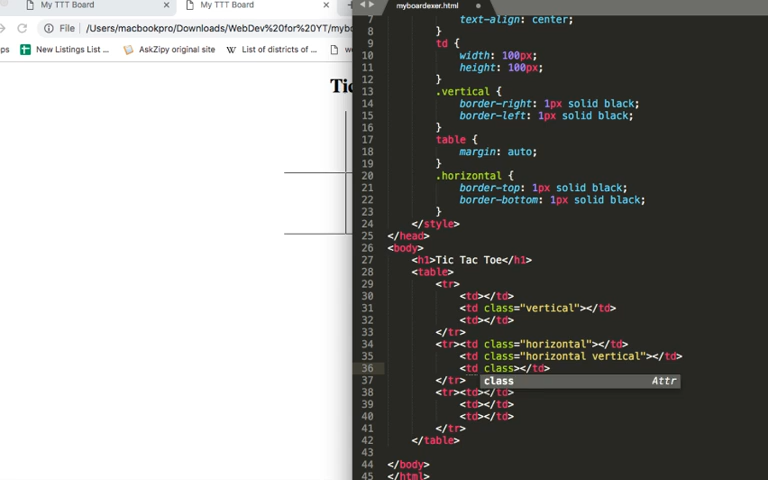 My TTT Board
My TTT Board
myboardexer.html
File
/Users/macbookpro/Downloads/WebDev%20for%20YT/mybo
New Listings List...
AskZipy original site
List of districts of...
Tic
7 text-align: center;
8 }
9 td {
10 width: 100px;
11 height: 100px;
12 }
13 .vertical {
14 border-right: 1px solid black;
15 border-left: 1px solid black;
16 }
17 table {
18 margin: auto;
19 }
20 .horizontal {
21 border-top: 1px solid black;
22 border-bottom: 1px solid black;
23 }
24 </style>
25 </head>
26 <body>
27 <h1>Tic Tac Toe</h1>
28 <table>
29 <tr>
30 <td></td>
31 <td class="vertical"></td>
32 <td></td>
33 </tr>
34 <tr><td class="horizontal"></td>
35 <td class="horizontal vertical"></td>
36 <td class></td>
37 </tr>
class Attr
38 <tr><td></td>
39 <td></td>
40 <td></td>
41 </tr>
42 </table>
43
44 </body>
45 </html>